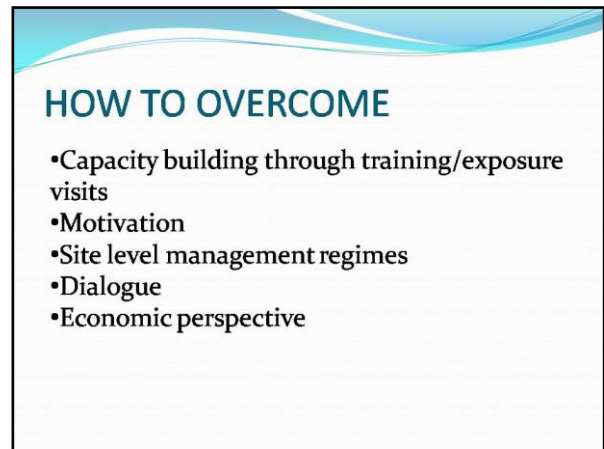 HOW TO OVERCOME
•Capacity building through training/exposure
visits
•Motivation
•Site level management regimes
•Dialogue
•Economic perspective